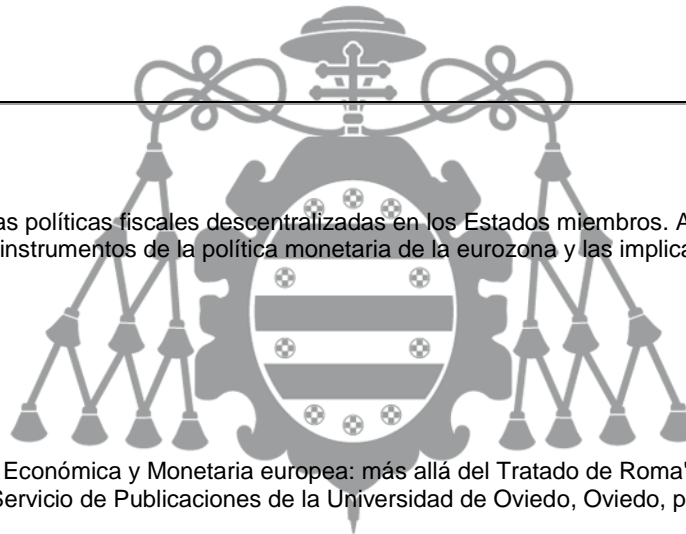 as políticas fiscales descentralizadas en los Estados miembros. A
instrumentos de la política monetaria de la eurozona y las implica
Económica y Monetaria europea: más allá del Tratado de Roma"
Servicio de Publicaciones de la Universidad de Oviedo, Oviedo, p